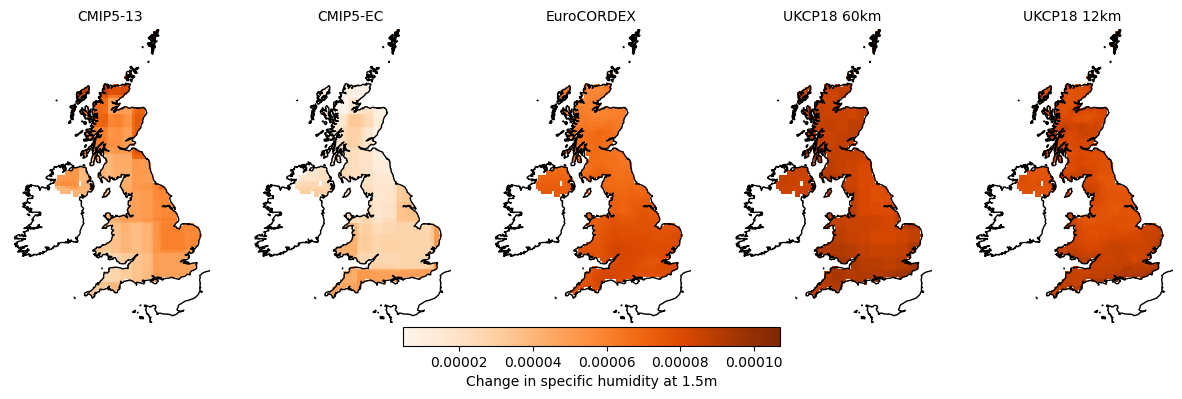 CMIP5-13 CMIP5-EC EuroCORDEX UKCP18 60km UKCP18 12km
0.00002 0.00004 0.00006 0.00008 0.00010
Change in specific humidity at 1.5m